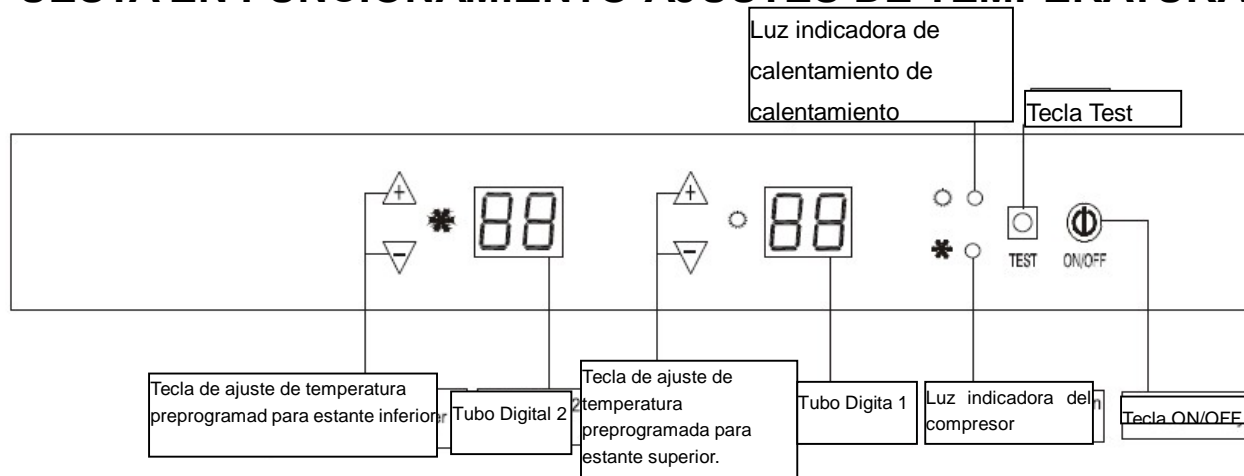 Luz indicadora de
calentamiento de
calentamiento
Tecla Test
88
88
TEST
ON/OFF
Tecla de ajuste de temperatura
preprogramad para estante inferior
Tubo Digital 2
Tecla de ajuste de
temperatura
preprogramada para
estante superior.
Tubo Digita 1
Luz indicadora del
compresor
Tecla ON/OFF